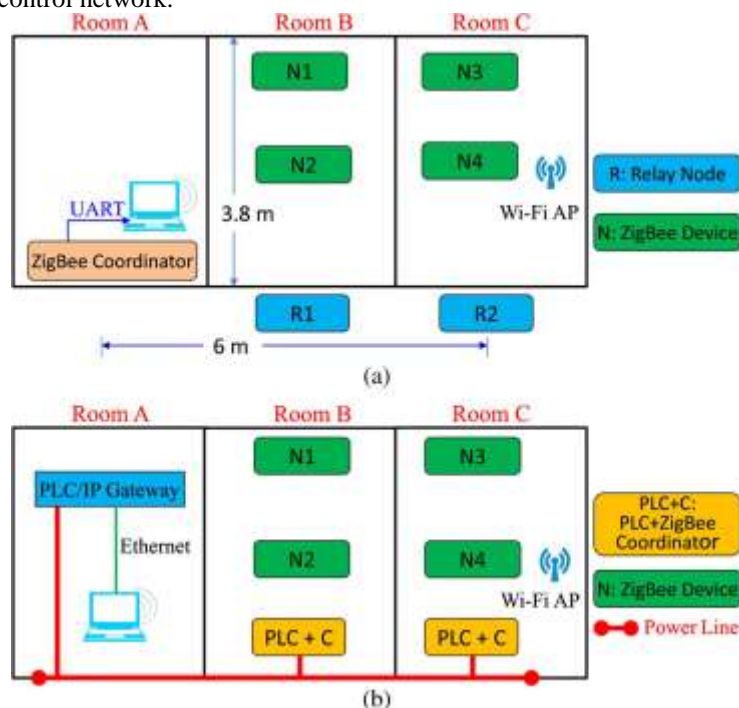 control network.
Room A Room B Room C
N1 N3
N2 N4
R: Relay Node
UART
3.8 m
Wi-Fi AP
N: ZigBee Device
ZigBee Coordinator
R1 R2
6 m
(a)
Room A Room B Room C
N1 N3
PLC/IP Gateway
PLC+C:
PLC+ZigBee
Coordinator
Ethernet
N2 N4
Wi-Fi AP
N: ZigBee Device
PLC + C PLC + C
Power Line
(b)